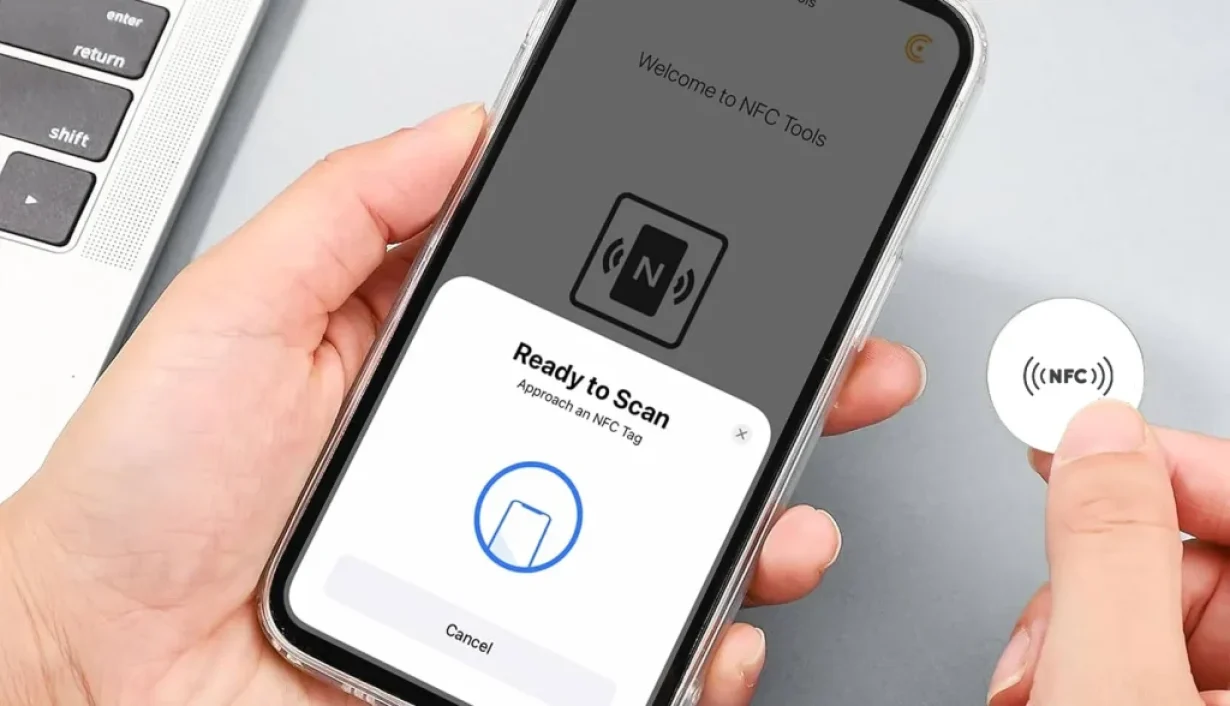 enter
return
shift
Welcome to NFC Tools
N
Ready to Scan
Approach an NFC Tag
Cancel
NFC